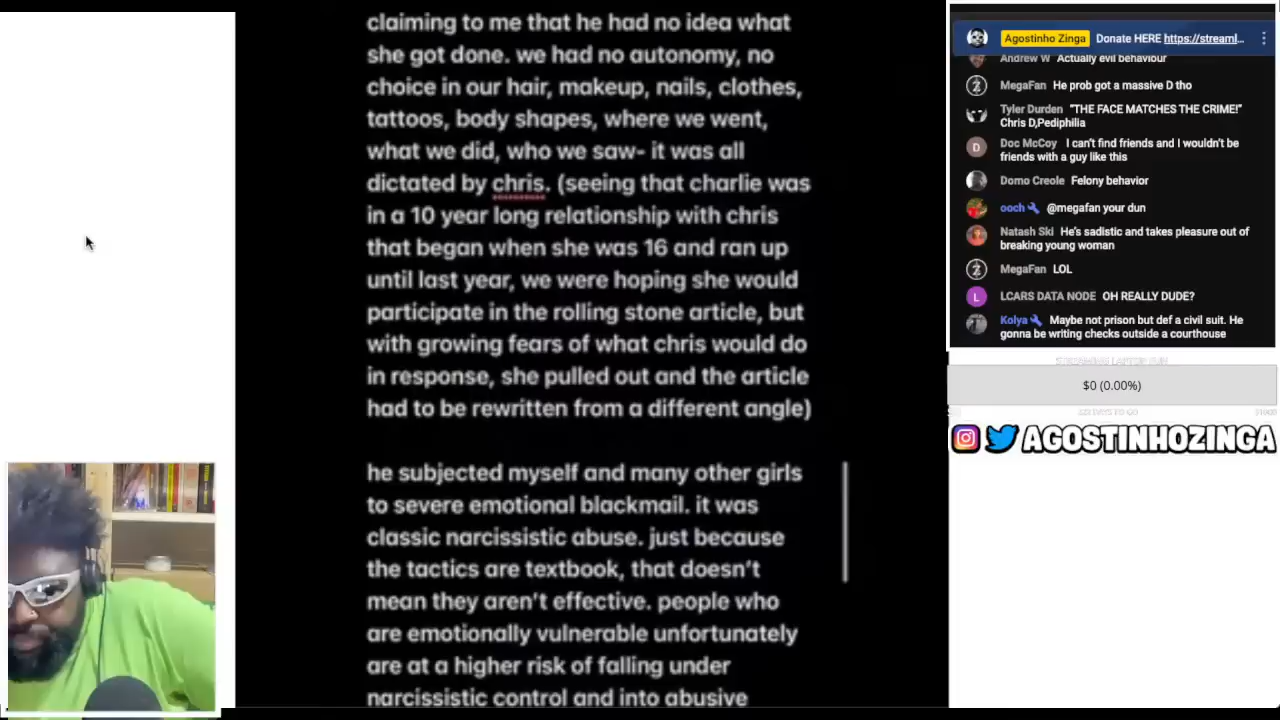 claiming to me that he had no idea what
she got done. we had no autonomy, no
choice in our hair, makeup, nails, clothes,
tattoos, body shapes, where we went,
what we did, who we saw- it was all
dictated by chris. (seeing that charlie was
in a 10 year long relationship with chris
that began when she was 16 and ran up
until last year, we were hoping she would
participate in the rolling stone article, but
with growing fears of what chris would do
in response, she pulled out and the article
had to be rewritten from a different angle)
he subjected myself and many other girls
to severe emotional blackmail. it was
classic narcissistic abuse. just because
the tactics are textbook, that doesn't
mean they aren't effective. people who
are emotionally vulnerable unfortunately
are at a higher risk of falling under
narcissistic control and into abusive
Agostinho Zinga Donate HERE https://streaml...
Andrew W Actually evil behaviour
MegaFan He prob got a massive D tho
Tyler Durden "THE FACE MATCHES THE CRIME!"
Chris D,Pediphilia
D
Doc McCoy I can't find friends and I wouldn't be
friends with a guy like this
Domo Creole Felony behavior
ooch @megafan your dun
Natash Ski He's sadistic and takes pleasure out of
breaking young woman
MegaFan LOL
L
LCARS DATA NODE OH REALLY DUDE?
Kolya Maybe not prison but def a civil suit. He
gonna be writing checks outside a courthouse
$0 (0.00%)
AGOSTINHOZINGA